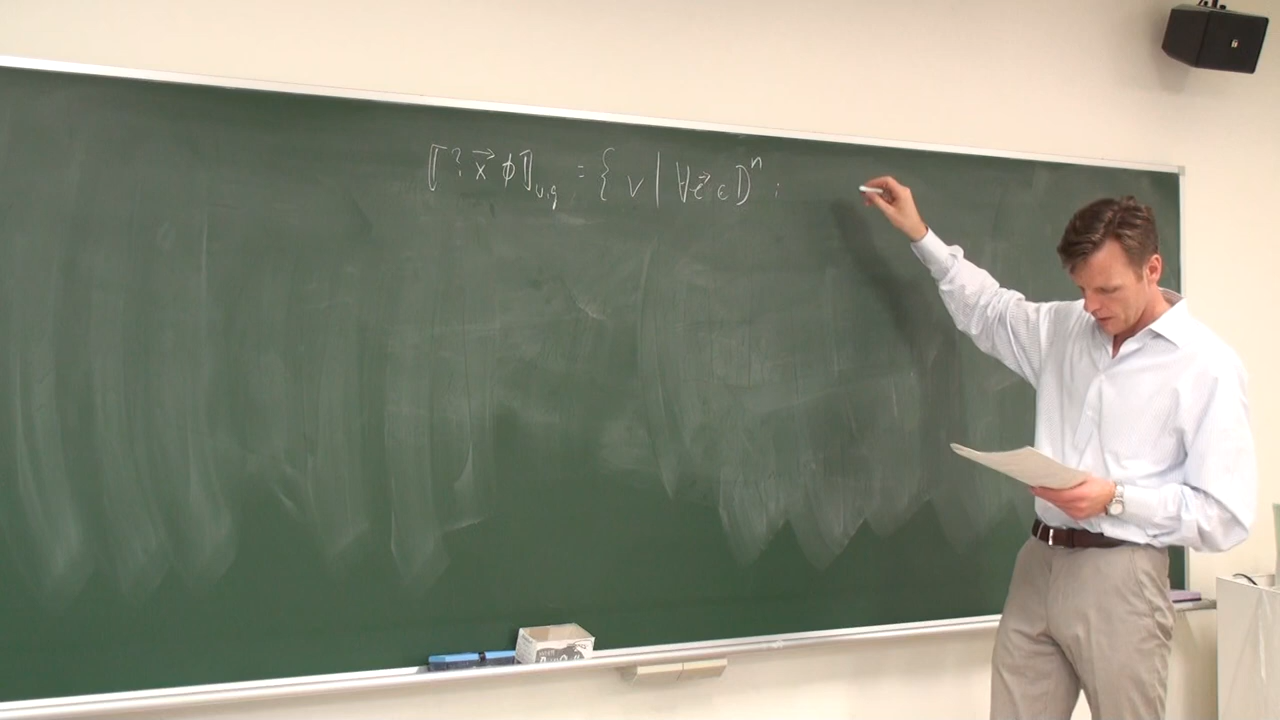 ⟦?x⃗ ϕ⟧v,g = { v | ∀e⃗ ∈ Dⁿ :